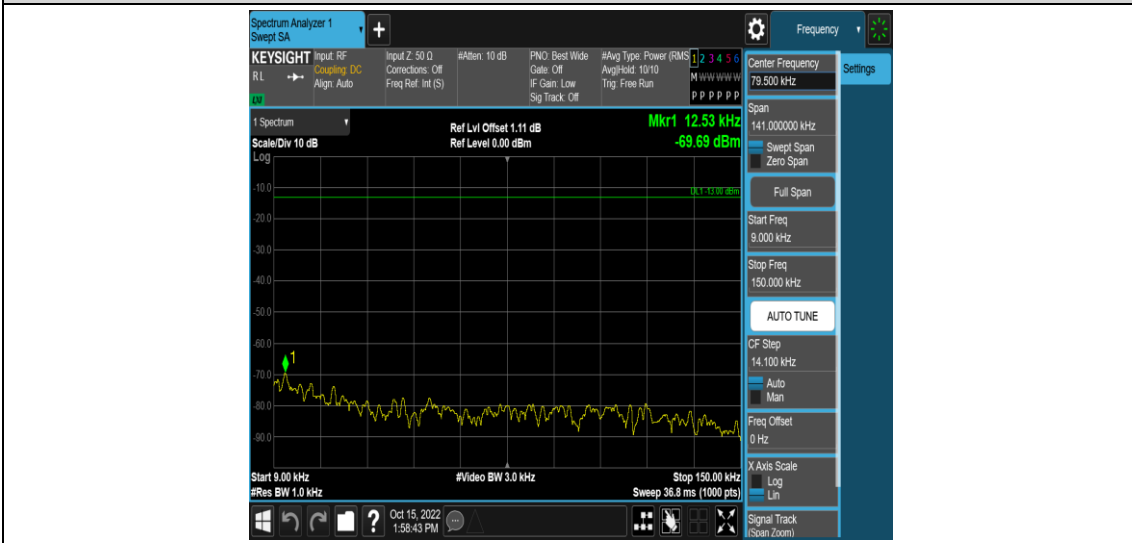 Spectrum Analyzer 1
Swept SA
+
Frequency
KEYSIGHT
Input: RF
Input Z: 50 Ω
#Atten: 10 dB
PNO: Best Wide
#Avg Type: Power (RMS
1 2 3 4 5 6
RL
Coupling: DC
Corrections: Off
Gate: Off
Avg|Hold: 10/10
M W W W W W
Align: Auto
Freq Ref: Int (S)
IF Gain: Low
Trig: Free Run
Sig Track: Off
P P P P P P
LXI
1 Spectrum
Ref Lvl Offset 1.11 dB
Mkr1 12.53 kHz
Scale/Div 10 dB
Ref Level 0.00 dBm
-69.69 dBm
Log
DL1 -13.00 dBm
-10.0
-20.0
-30.0
-40.0
-50.0
-60.0
-70.0
-80.0
-90.0
1
Start 9.00 kHz
#Video BW 3.0 kHz
Stop 150.00 kHz
#Res BW 1.0 kHz
Sweep 36.8 ms (1000 pts)
?
Oct 15, 2022
1:58:43 PM
Center Frequency
79.500 kHz
Settings
Span
141.000000 kHz
Swept Span
Zero Span
Full Span
Start Freq
9.000 kHz
Stop Freq
150.000 kHz
AUTO TUNE
CF Step
14.100 kHz
Auto
Man
Freq Offset
0 Hz
X Axis Scale
Log
Lin
Signal Track
(Span Zoom)